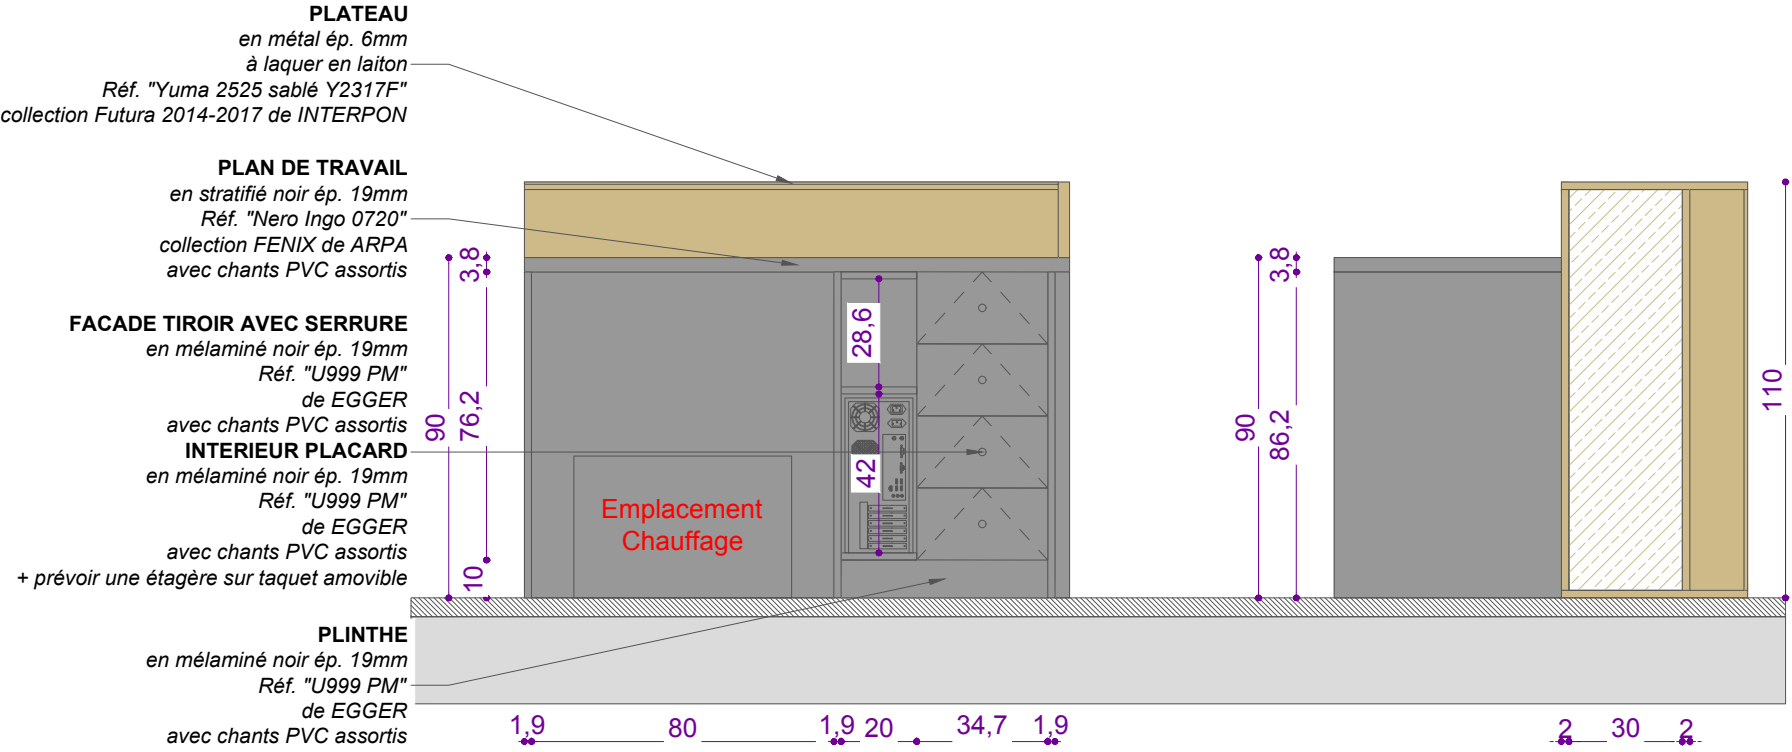 PLATEAU
en métal ép. 6mm
à laquer en laiton
Réf. "Yuma 2525 sablé Y2317F"
collection Futura 2014-2017 de INTERPON
PLAN DE TRAVAIL
en stratifié noir ép. 19mm
Réf. "Nero Ingo 0720"
collection FENIX de ARPA
avec chants PVC assortis
FACADE TIROIR AVEC SERRURE
en mélaminé noir ép. 19mm
Réf. "U999 PM"
de EGGER
avec chants PVC assortis
INTERIEUR PLACARD
en mélaminé noir ép. 19mm
Réf. "U999 PM"
de EGGER
avec chants PVC assortis
+ prévoir une étagère sur taquet amovible
PLINTHE
en mélaminé noir ép. 19mm
Réf. "U999 PM"
de EGGER
avec chants PVC assortis
90
3,8
76,2
10
28,6
42
Emplacement
Chauffage
1,9
80
1,9
20
34,7
1,9
90
3,8
86,2
110
2
30
2